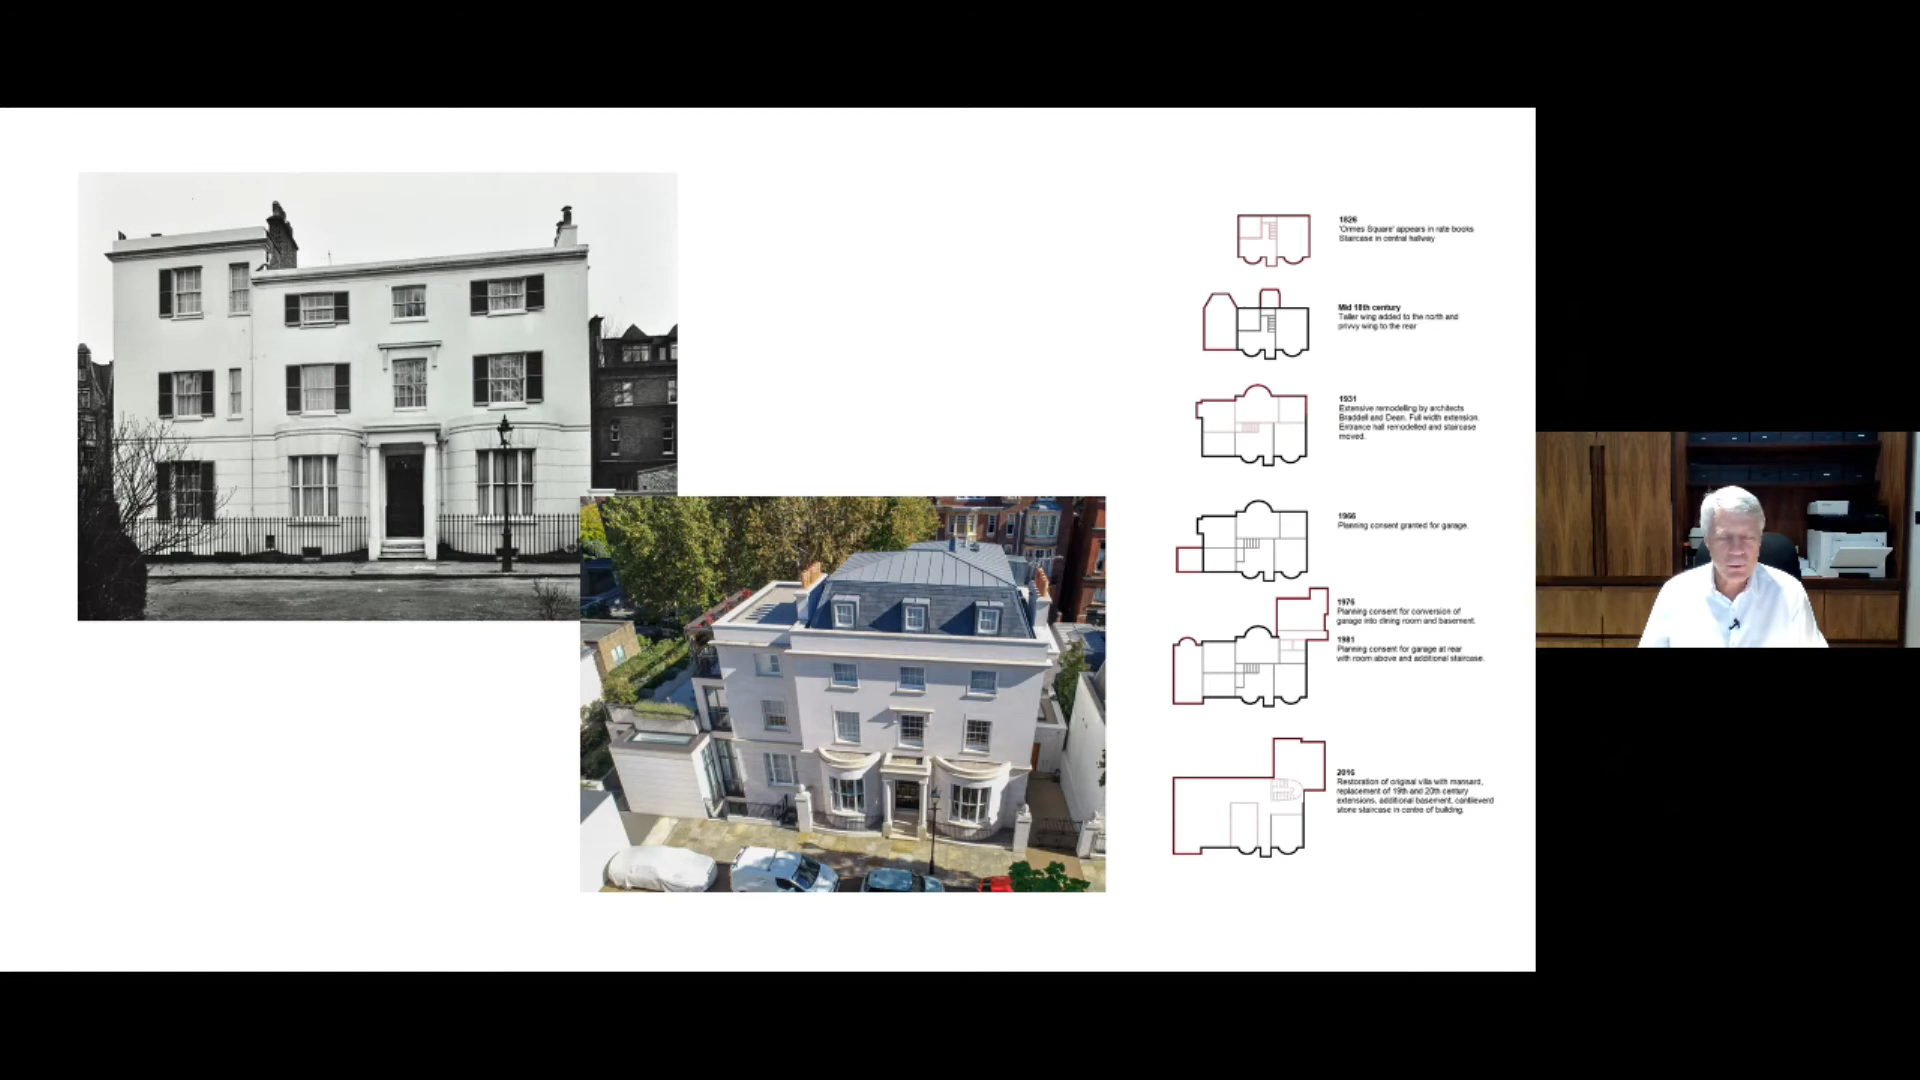 1826
'Ormes Square' appears in rate books
Staircase in central hallway
Mid 18th century
Taller wing added to the north and
privvy wing to the rear
1931
Extensive remodelling by architects
Braddell and Dean. Full width extension.
Entrance hall remodelled and staircase
moved.
1966
Planning consent granted for garage.
1976
Planning consent for conversion of
garage into dining room and basement.
1981
Planning consent for garage at rear
with room above and additional staircase.
2016
Restoration of original villa with mansard,
replacement of 19th and 20th century
extensions, additional basement, cantileverd
stone staircase in centre of building.